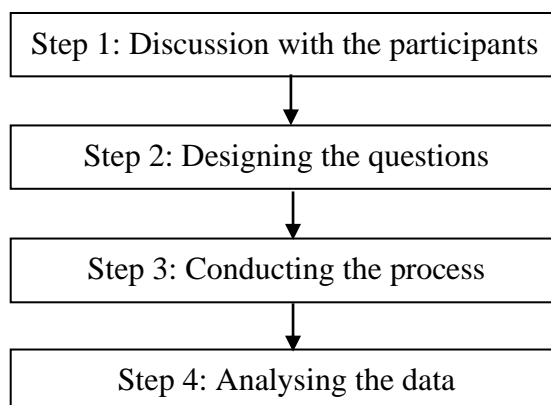 Step 1: Discussion with the participants
Step 2: Designing the questions
Step 3: Conducting the process
Step 4: Analysing the data